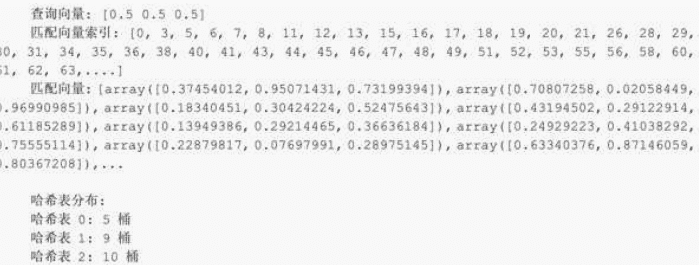 查询向量: [0.5 0.5 0.5]
匹配向量索引: [0, 3, 5, 6, 7, 8, 11, 12, 13, 15, 16, 17, 18, 19, 20, 21, 26, 28, 29,
30, 31, 34, 35, 36, 38, 40, 41, 43, 44, 45, 46, 47, 48, 49, 51, 52, 53, 55, 56, 58, 60,
61, 62, 63,....]
匹配向量: [array([0.37454012, 0.95071431, 0.73199394]), array([0.70807258, 0.02058449,
0.96990985]), array([0.18340451, 0.30424224, 0.52475643]), array([0.43194502, 0.29122914,
0.61185289]), array([0.13949386, 0.29214465, 0.36636184]), array([0.24929223, 0.41038292,
0.75555114]), array([0.22879817, 0.07697991, 0.28975145]), array([0.63340376, 0.87146059,
0.80367208]),...
哈希表分布:
哈希表 0: 5 桶
哈希表 1: 9 桶
哈希表 2: 10 桶